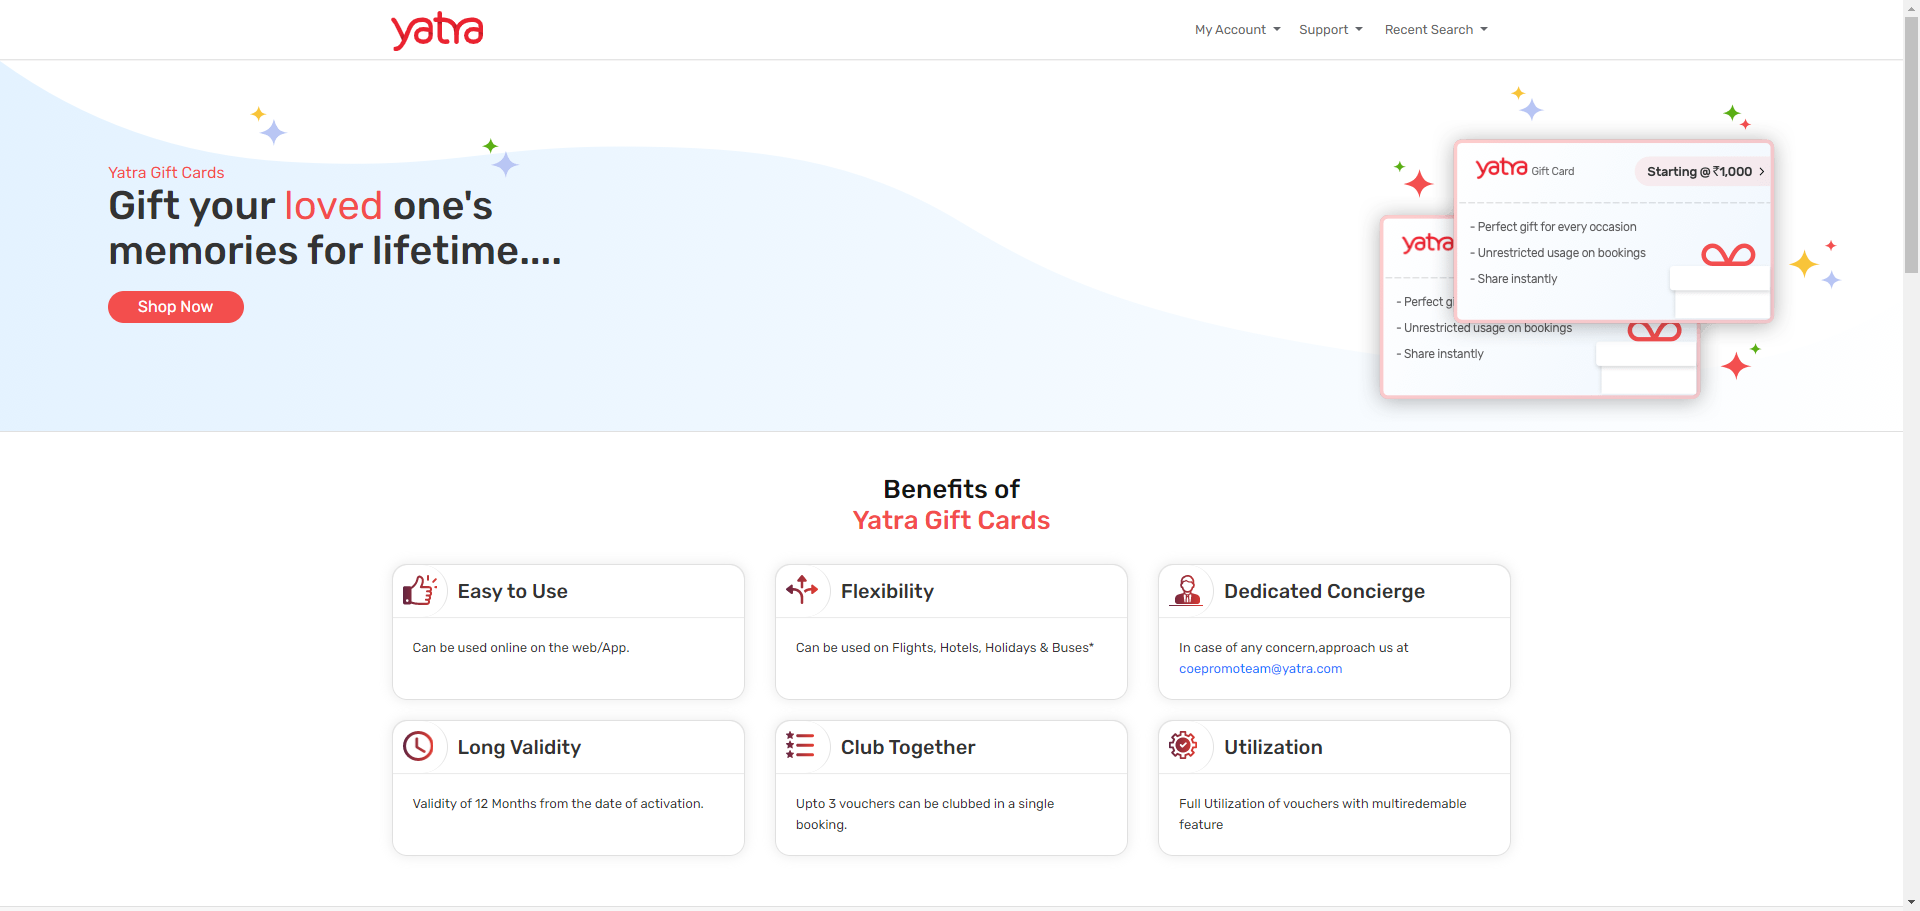 yatra
My Account
Support
Recent Search
Yatra Gift Cards
Gift your loved one's
memories for lifetime....
Shop Now
yatra Gift Card
Starting @ ₹1,000
- Perfect gift for every occasion
- Unrestricted usage on bookings
- Share instantly
yatra
- Perfect gi
- Unrestricted usage on bookings
- Share instantly
Benefits of
Yatra Gift Cards
Easy to Use
Can be used online on the web/App.
Flexibility
Can be used on Flights, Hotels, Holidays & Buses*
Dedicated Concierge
In case of any concern,approach us at
coepromoteam@yatra.com
Long Validity
Validity of 12 Months from the date of activation.
Club Together
Upto 3 vouchers can be clubbed in a single
booking.
Utilization
Full Utilization of vouchers with multiredemable
feature